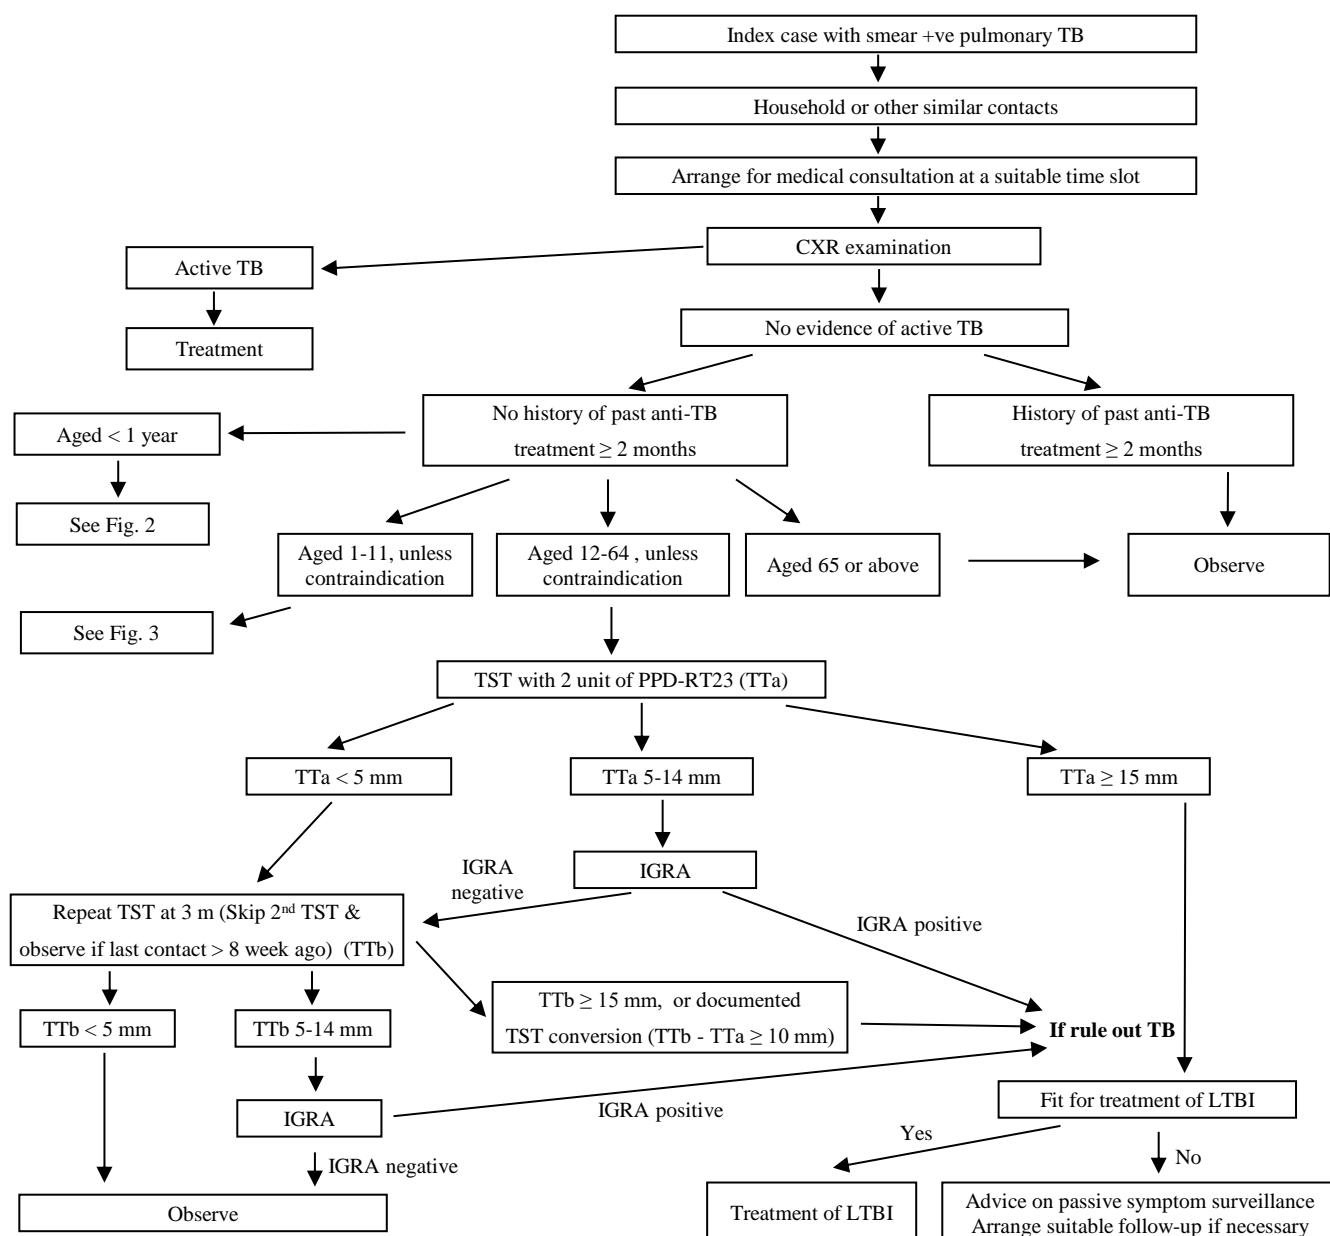 Index case with smear +ve pulmonary TB
Household or other similar contacts
Arrange for medical consultation at a suitable time slot
CXR examination
Active TB
No evidence of active TB
Treatment
No history of past anti-TB
treatment ≥ 2 months
History of past anti-TB
treatment ≥ 2 months
Aged < 1 year
See Fig. 2
Aged 1-11, unless
contraindication
Aged 12-64 , unless
contraindication
Aged 65 or above
Observe
See Fig. 3
TST with 2 unit of PPD-RT23 (TTa)
TTa < 5 mm
TTa 5-14 mm
TTa ≥ 15 mm
IGRA
IGRA
negative
IGRA positive
Repeat TST at 3 m (Skip 2nd TST &
observe if last contact > 8 week ago) (TTb)
TTb < 5 mm
TTb 5-14 mm
TTb ≥ 15 mm, or documented
TST conversion (TTb - TTa ≥ 10 mm)
If rule out TB
IGRA
IGRA positive
Fit for treatment of LTBI
Yes
No
IGRA negative
Observe
Treatment of LTBI
Advice on passive symptom surveillance
Arrange suitable follow-up if necessary